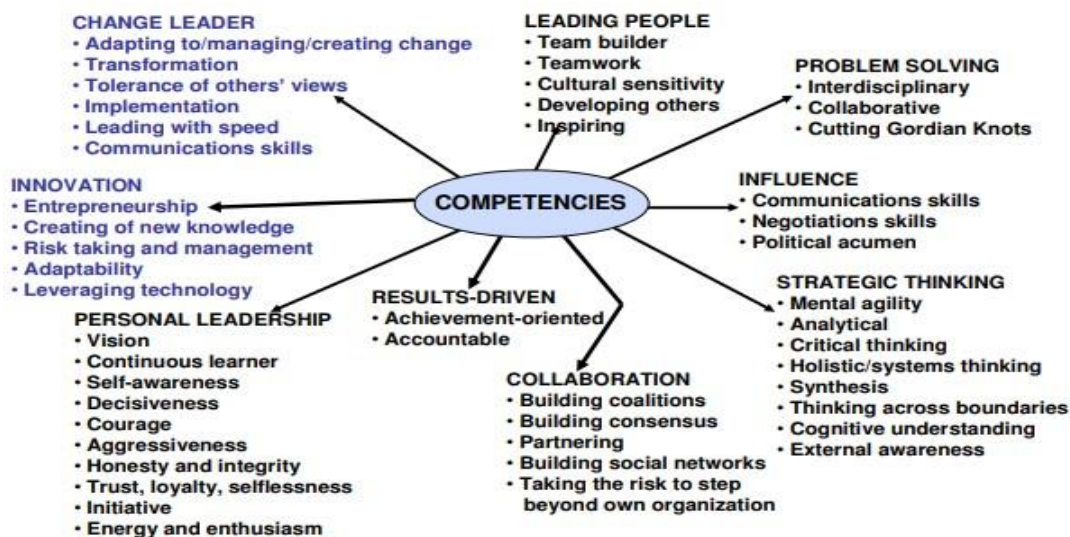 CHANGE LEADER
• Adapting to/managing/creating change
• Transformation
• Tolerance of others' views
• Implementation
• Leading with speed
• Communications skills
LEADING PEOPLE
• Team builder
• Teamwork
• Cultural sensitivity
• Developing others
• Inspiring
PROBLEM SOLVING
• Interdisciplinary
• Collaborative
• Cutting Gordian Knots
INNOVATION
• Entrepreneurship
• Creating of new knowledge
• Risk taking and management
• Adaptability
• Leveraging technology
COMPETENCIES
INFLUENCE
• Communications skills
• Negotiations skills
• Political acumen
PERSONAL LEADERSHIP
• Vision
• Continuous learner
• Self-awareness
• Decisiveness
• Courage
• Aggressiveness
• Honesty and integrity
• Trust, loyalty, selflessness
• Initiative
• Energy and enthusiasm
RESULTS-DRIVEN
• Achievement-oriented
• Accountable
COLLABORATION
• Building coalitions
• Building consensus
• Partnering
• Building social networks
• Taking the risk to step
beyond own organization
STRATEGIC THINKING
• Mental agility
• Analytical
• Critical thinking
• Holistic/systems thinking
• Synthesis
• Thinking across boundaries
• Cognitive understanding
• External awareness